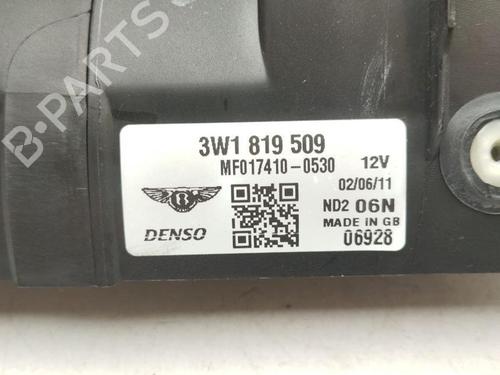 B-PARTS
3W1 819 509
MF017410-0530 12V
02/06/11
B
ND2 06N
MADE IN GB
DENSO 06928